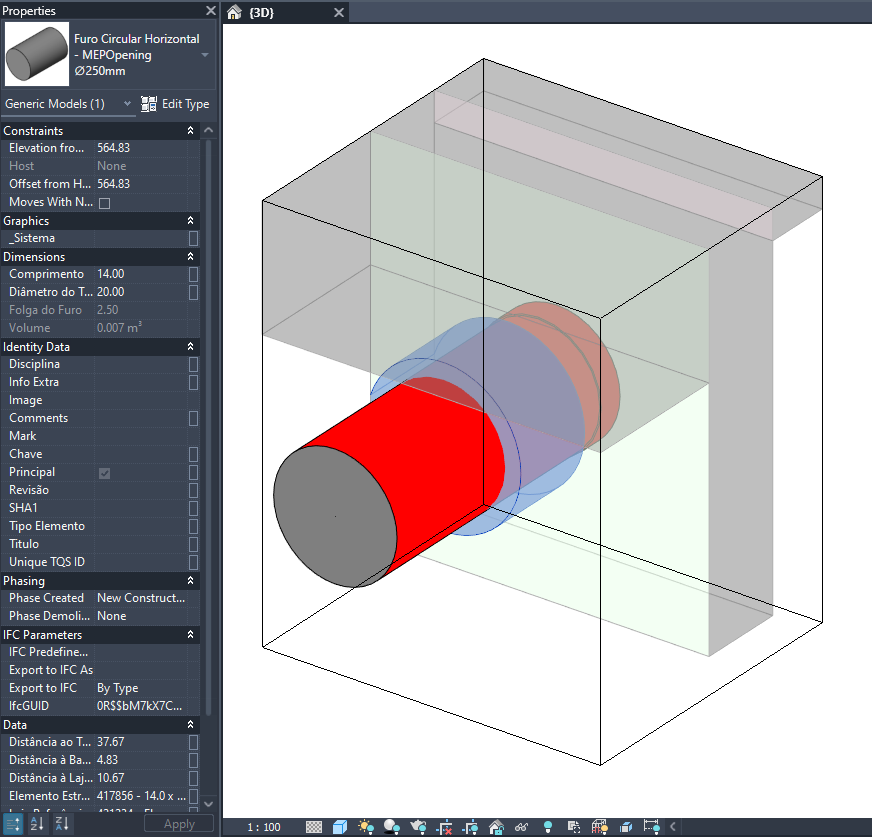 Properties
{3D}
Furo Circular Horizontal
- MEPOpening
Ø250mm
Generic Models (1)
Edit Type
Constraints
Elevation fro... 564.83
Host None
Offset from H... 564.83
Moves With N...
Graphics
_Sistema
Dimensions
Comprimento 14.00
Diâmetro do T... 20.00
Folga do Furo 2.50
Volume 0.007 m³
Identity Data
Disciplina
Info Extra
Image
Comments
Mark
Chave
Principal
Revisão
SHA1
Tipo Elemento
Titulo
Unique TQS ID
Phasing
Phase Created New Construct...
Phase Demoli... None
IFC Parameters
IFC Predefine...
Export to IFC As
Export to IFC By Type
IfcGUID 0R$$bM7kX7C...
Data
Distância ao T... 37.67
Distância à Ba... 4.83
Distância à Laj... 10.67
Elemento Estr... 417856 - 14.0 x ...
Apply
1 : 100